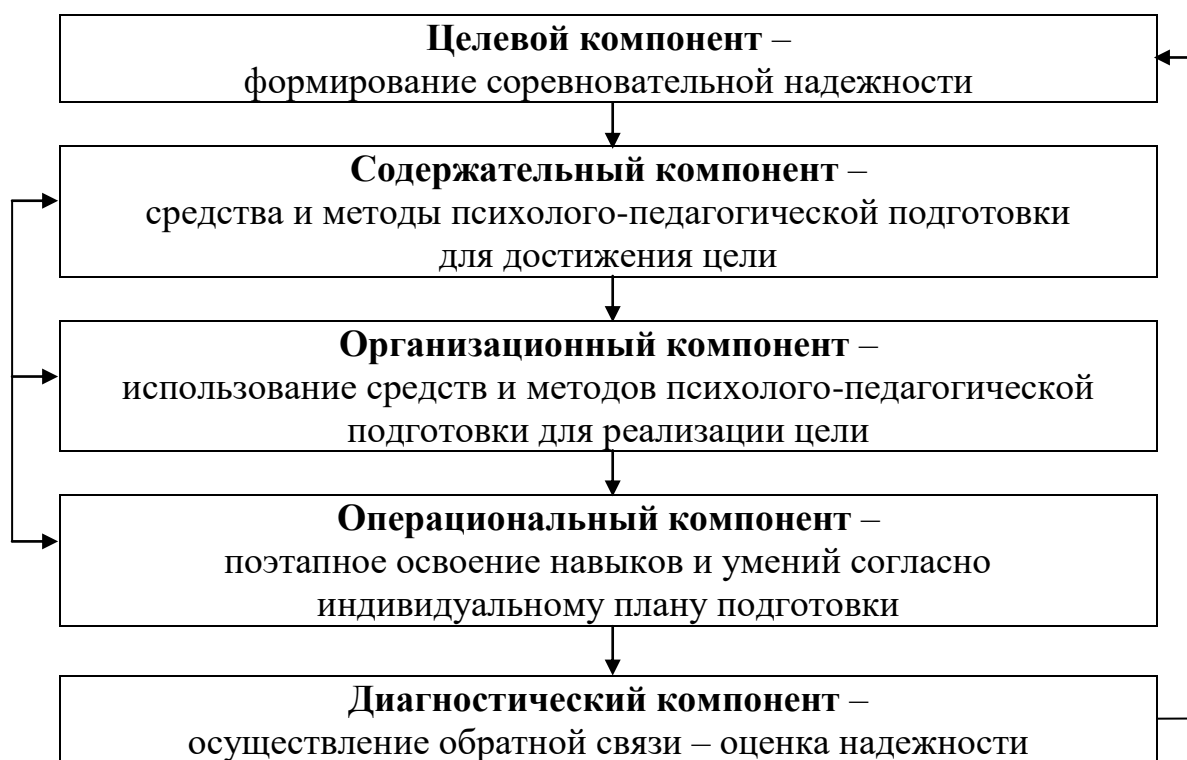 Целевой компонент –
формирование соревновательной надежности
Содержательный компонент –
средства и методы психолого-педагогической подготовки
для достижения цели
Организационный компонент –
использование средств и методов психолого-педагогической
подготовки для реализации цели
Операциональный компонент –
поэтапное освоение навыков и умений согласно
индивидуальному плану подготовки
Диагностический компонент –
осуществление обратной связи – оценка надежности